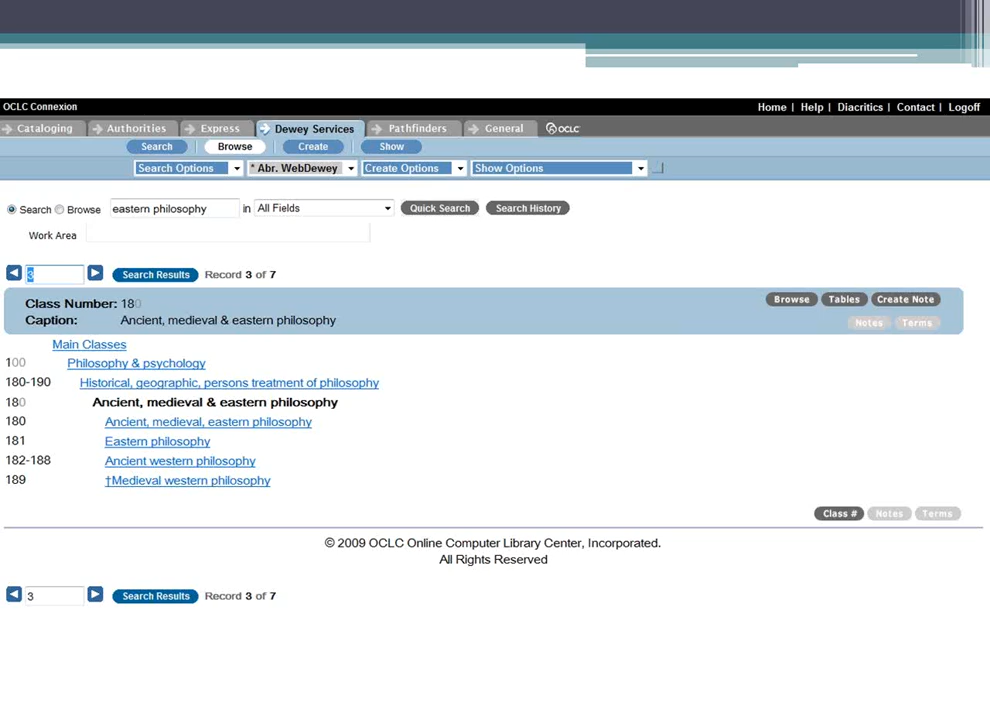 OCLC Connexion
Home | Help | Diacritics | Contact | Logoff
Cataloging Authorities Express Dewey Services Pathfinders General OCLC
Search Browse Create Show
Search Options * Abr. WebDewey Create Options Show Options
Search Browse eastern philosophy in All Fields Quick Search Search History
Work Area
3 Search Results Record 3 of 7
Class Number: 180 Browse Tables Create Note
Caption: Ancient, medieval & eastern philosophy Notes Terms
Main Classes
100 Philosophy & psychology
180-190 Historical, geographic, persons treatment of philosophy
180 Ancient, medieval & eastern philosophy
180 Ancient, medieval, eastern philosophy
181 Eastern philosophy
182-188 Ancient western philosophy
189 †Medieval western philosophy
Class # Notes Terms
© 2009 OCLC Online Computer Library Center, Incorporated.
All Rights Reserved
3 Search Results Record 3 of 7